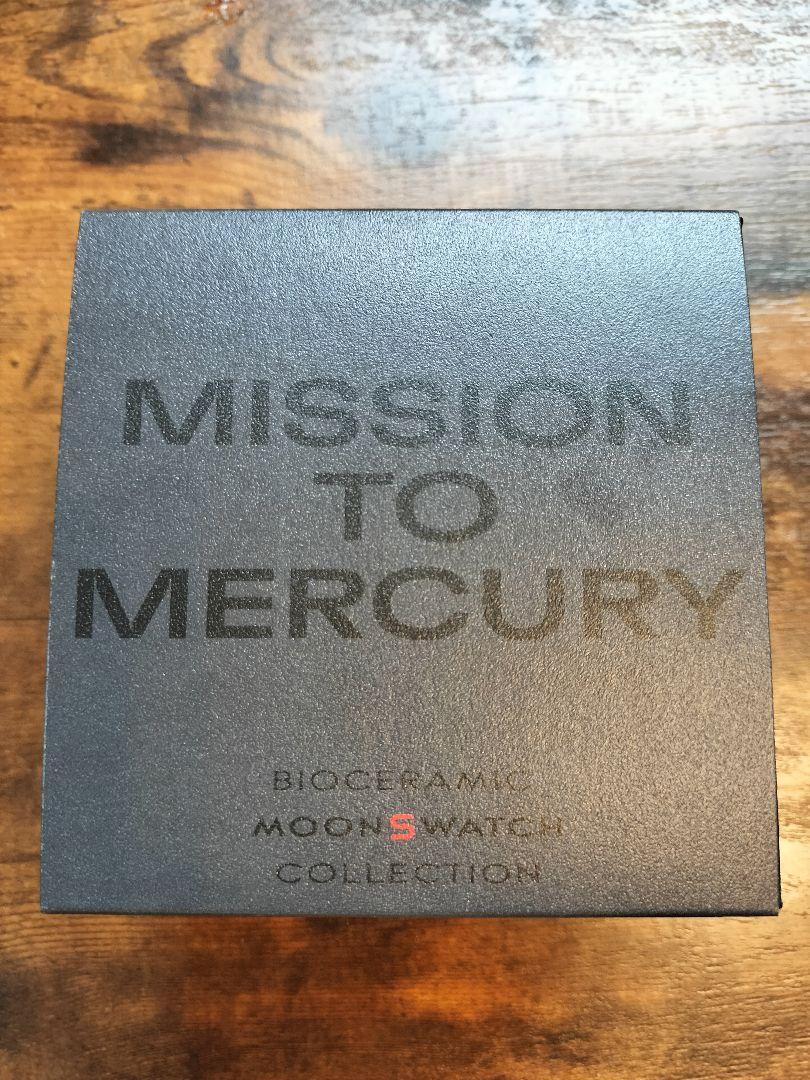 MISSION
TO
MERCURY
BIOCERAMIC
MOONSWATCH
COLLECTION